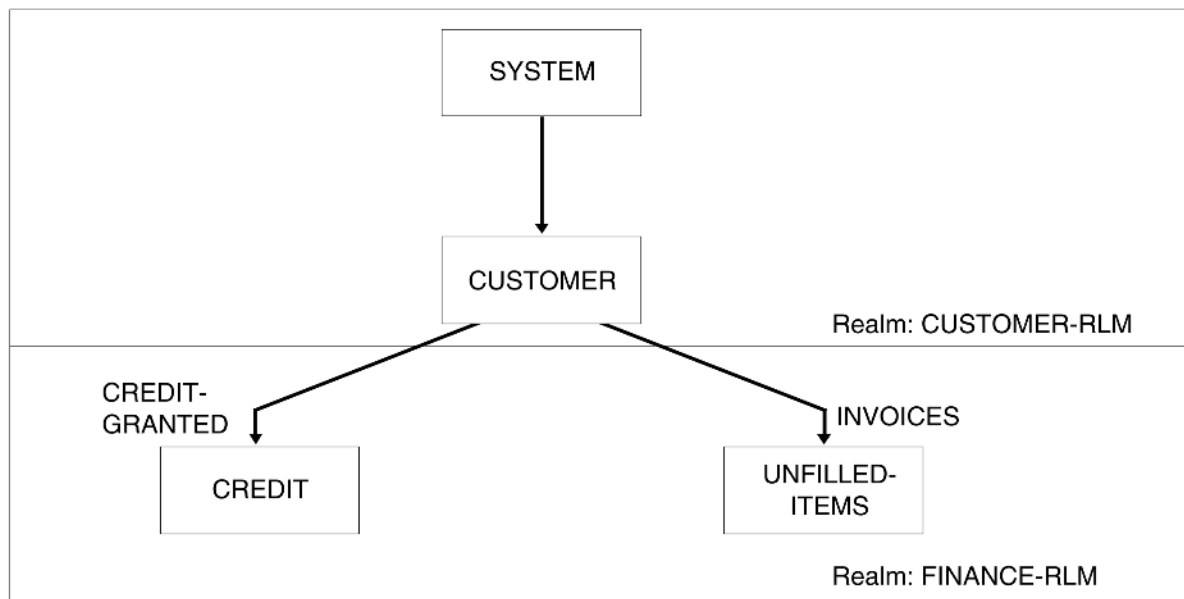 SYSTEM
CUSTOMER
Realm: CUSTOMER-RLM
CREDIT-
GRANTED
INVOICES
CREDIT
UNFILLED-
ITEMS
Realm: FINANCE-RLM